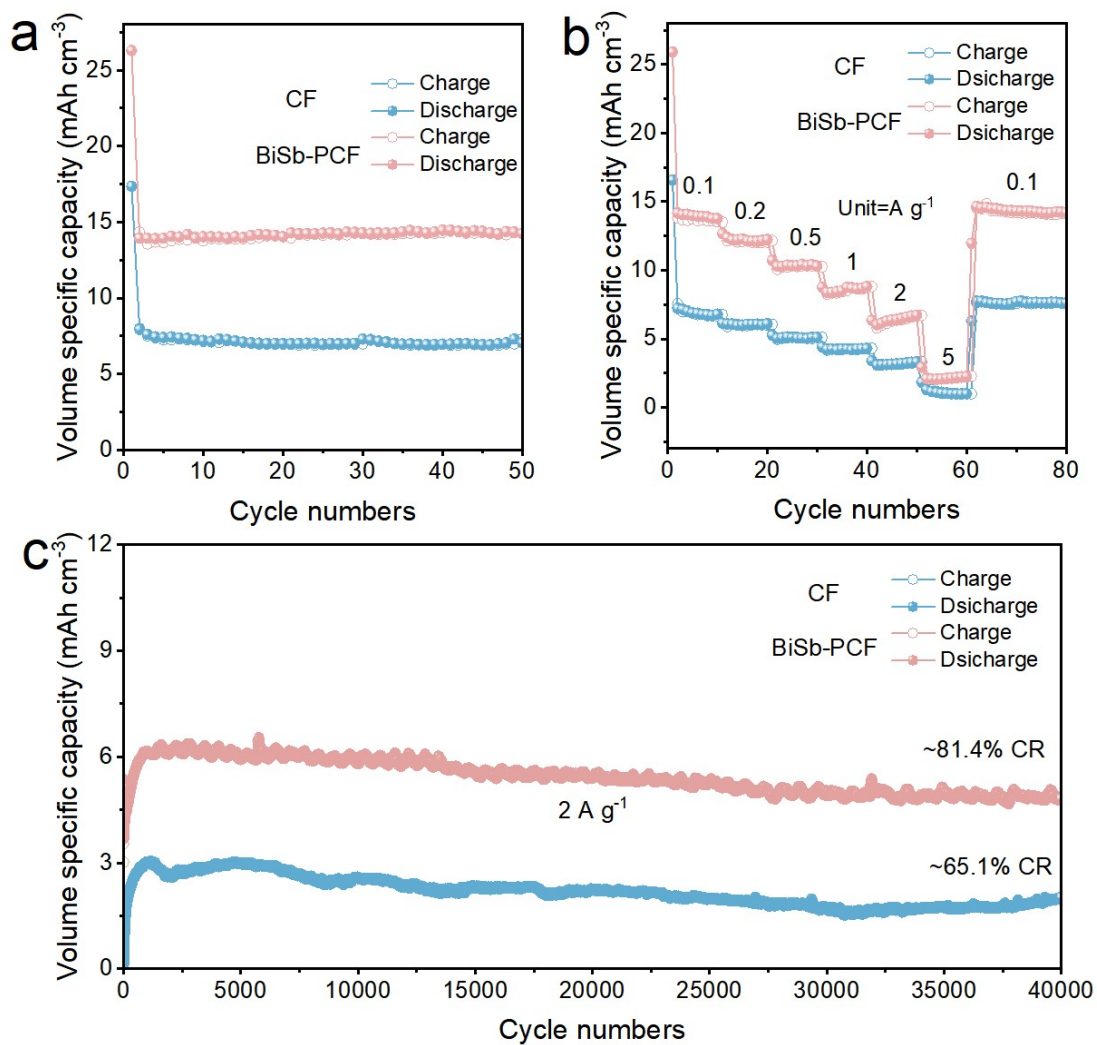 a
Volume specific capacity (mAh cm⁻³)
25
20
15
10
5
0
0 10 20 30 40 50
Cycle numbers
CF
BiSb-PCF
Charge
Discharge
Charge
Discharge
b
Volume specific capacity (mAh cm⁻³)
25
20
15
10
5
0
0 20 40 60 80
Cycle numbers
CF
BiSb-PCF
Charge
Dsicharge
Charge
Dsicharge
0.1
0.2
0.5
1
2
5
0.1
Unit=A g⁻¹
c
Volume specific capacity (mAh cm⁻³)
12
9
6
3
0
0 5000 10000 15000 20000 25000 30000 35000 40000
Cycle numbers
CF
BiSb-PCF
Charge
Dsicharge
Charge
Dsicharge
~81.4% CR
2 A g⁻¹
~65.1% CR